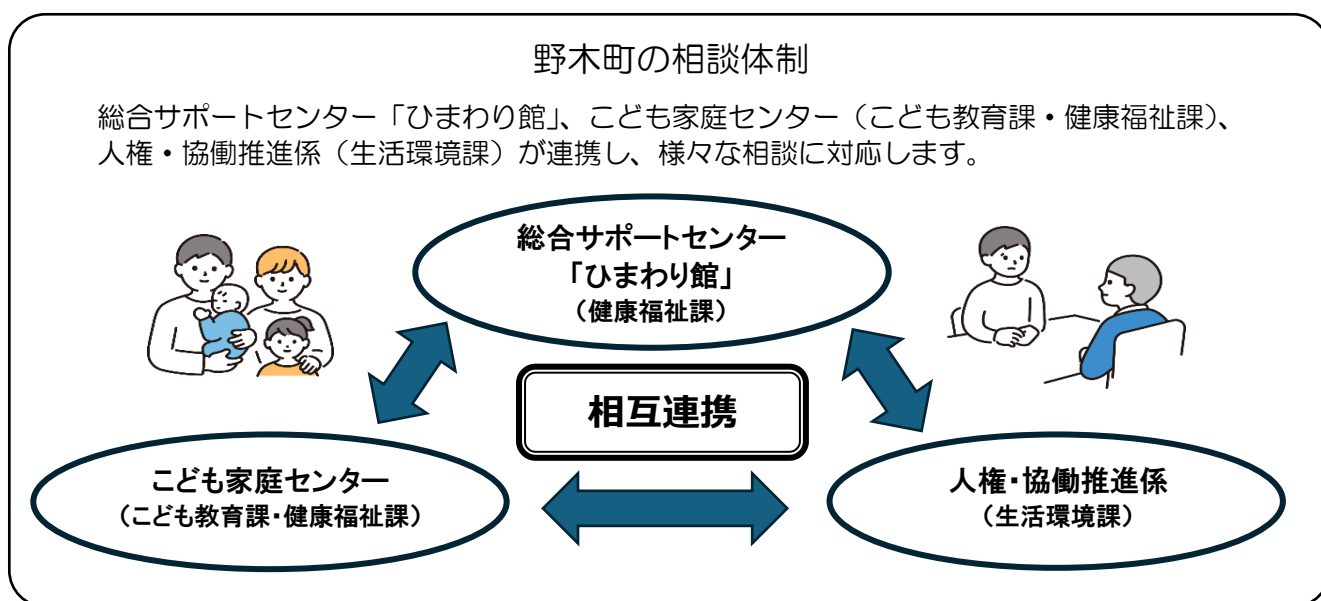 野木町の相談体制
総合サポートセンター「ひまわり館」、こども家庭センター（こども教育課・健康福祉課）、
人権・協働推進係（生活環境課）が連携し、様々な相談に対応します。
総合サポートセンター
「ひまわり館」
（健康福祉課）
相互連携
こども家庭センター
（こども教育課・健康福祉課）
人権・協働推進係
（生活環境課）